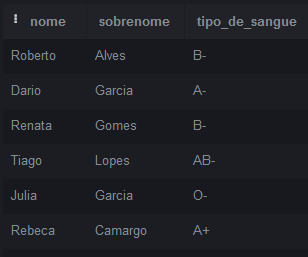 nome sobrenome tipo_de_sangue
Roberto Alves B-
Dario Garcia A-
Renata Gomes B-
Tiago Lopes AB-
Julia Garcia O-
Rebeca Camargo A+